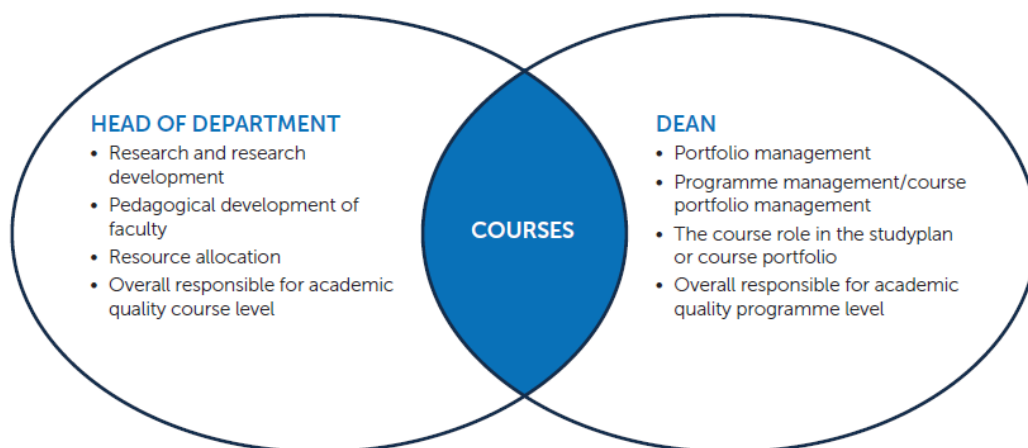 HEAD OF DEPARTMENT
• Research and research
development
• Pedagogical development of
faculty
• Resource allocation
• Overall responsible for academic
quality course level
COURSES
DEAN
• Portfolio management
• Programme management/course
portfolio management
• The course role in the studyplan
or course portfolio
• Overall responsible for academic
quality programme level